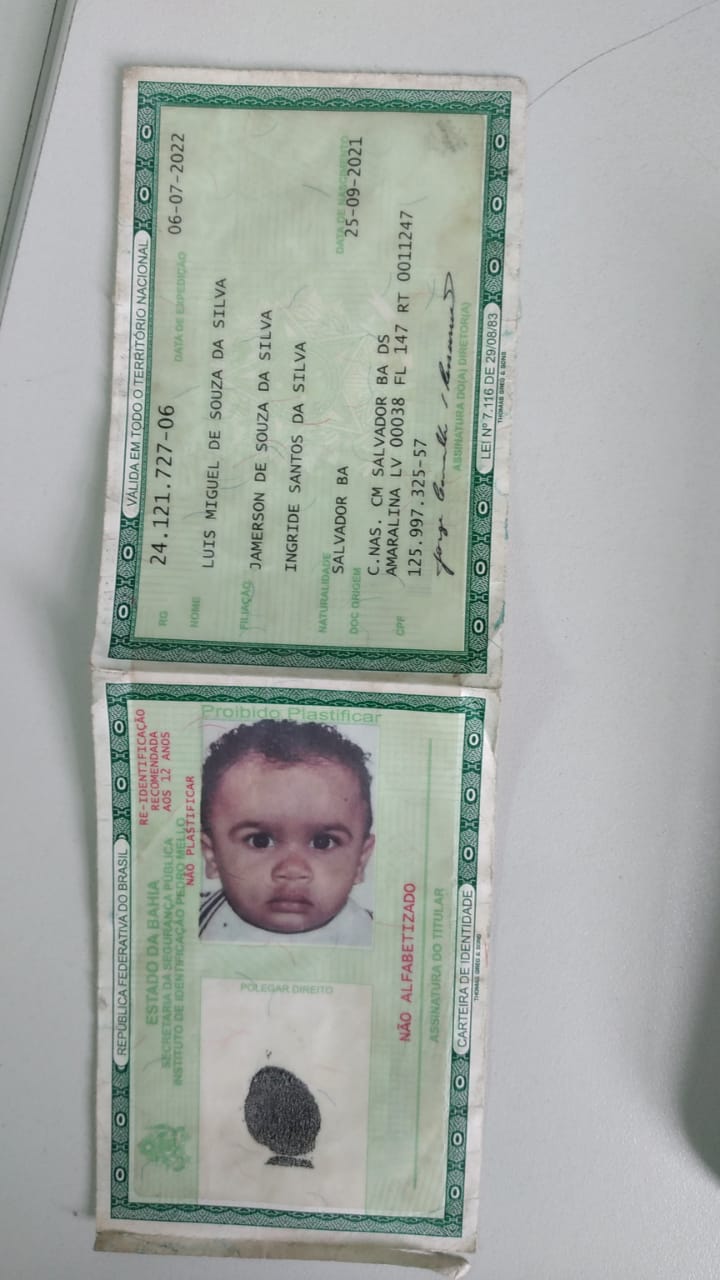 VÁLIDA EM TODO O TERRITÓRIO NACIONAL
RG 24.121.727-06 DATA DE EXPEDIÇÃO 06-07-2022
NOME LUIS MIGUEL DE SOUZA DA SILVA
FILIAÇÃO JAMERSON DE SOUZA DA SILVA
INGRIDE SANTOS DA SILVA
NATURALIDADE SALVADOR BA DATA DE NASCIMENTO 25-09-2021
DOC ORIGEM C.NAS. CM SALVADOR BA DS
AMARALINA LV 00038 FL 147 RT 0011247
CPF 125.997.325-57
ASSINATURA DO(A) DIRETOR(A)
LEI Nº 7.116 DE 29/08/83
THOMAS GREG & SONS
REPÚBLICA FEDERATIVA DO BRASIL
ESTADO DA BAHIA
SECRETARIA DA SEGURANÇA PÚBLICA
INSTITUTO DE IDENTIFICAÇÃO PEDRO MELLO
RE-IDENTIFICAÇÃO
RECOMENDADA
AOS 12 ANOS
NÃO PLASTIFICAR
Proibido Plastificar
POLEGAR DIREITO
NÃO ALFABETIZADO
ASSINATURA DO TITULAR
CARTEIRA DE IDENTIDADE
THOMAS GREG & SONS